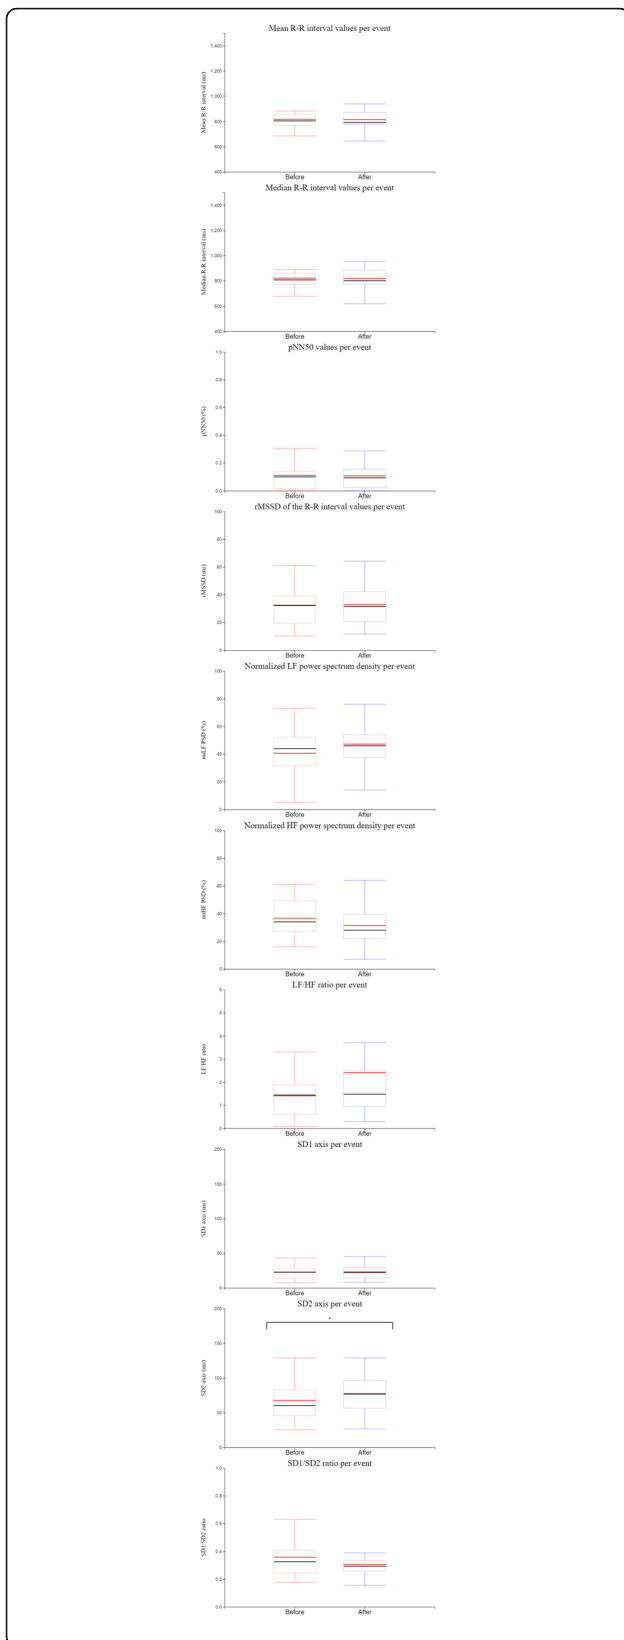 Mean R-R interval values per event
1.400
1.200
1.000
800
600
400
Mean R-R interval (ms)
Before After
Median R-R interval values per event
1.400
1.200
1.000
800
600
400
Median R-R interval (ms)
Before After
pNN50 values per event
1.0
0.8
0.6
0.4
0.2
0.0
pNN50 (%)
Before After
rMSSD of the R-R interval values per event
100
80
60
40
20
0
rMSSD (ms)
Before After
Normalized LF power spectrum density per event
100
80
60
40
20
0
nuLF PSD (%)
Before After
Normalized HF power spectrum density per event
100
80
60
40
20
0
nuHF PSD (%)
Before After
LF/HF ratio per event
6
5
4
3
2
1
0
LF/HF ratio
Before After
SD1 axis per event
200
150
100
50
0
SD1 axis (ms)
Before After
SD2 axis per event
200
150
100
50
0
SD2 axis (ms)
*
Before After
SD1/SD2 ratio per event
1.0
0.8
0.6
0.4
0.2
0.0
SD1/SD2 ratio
Before After